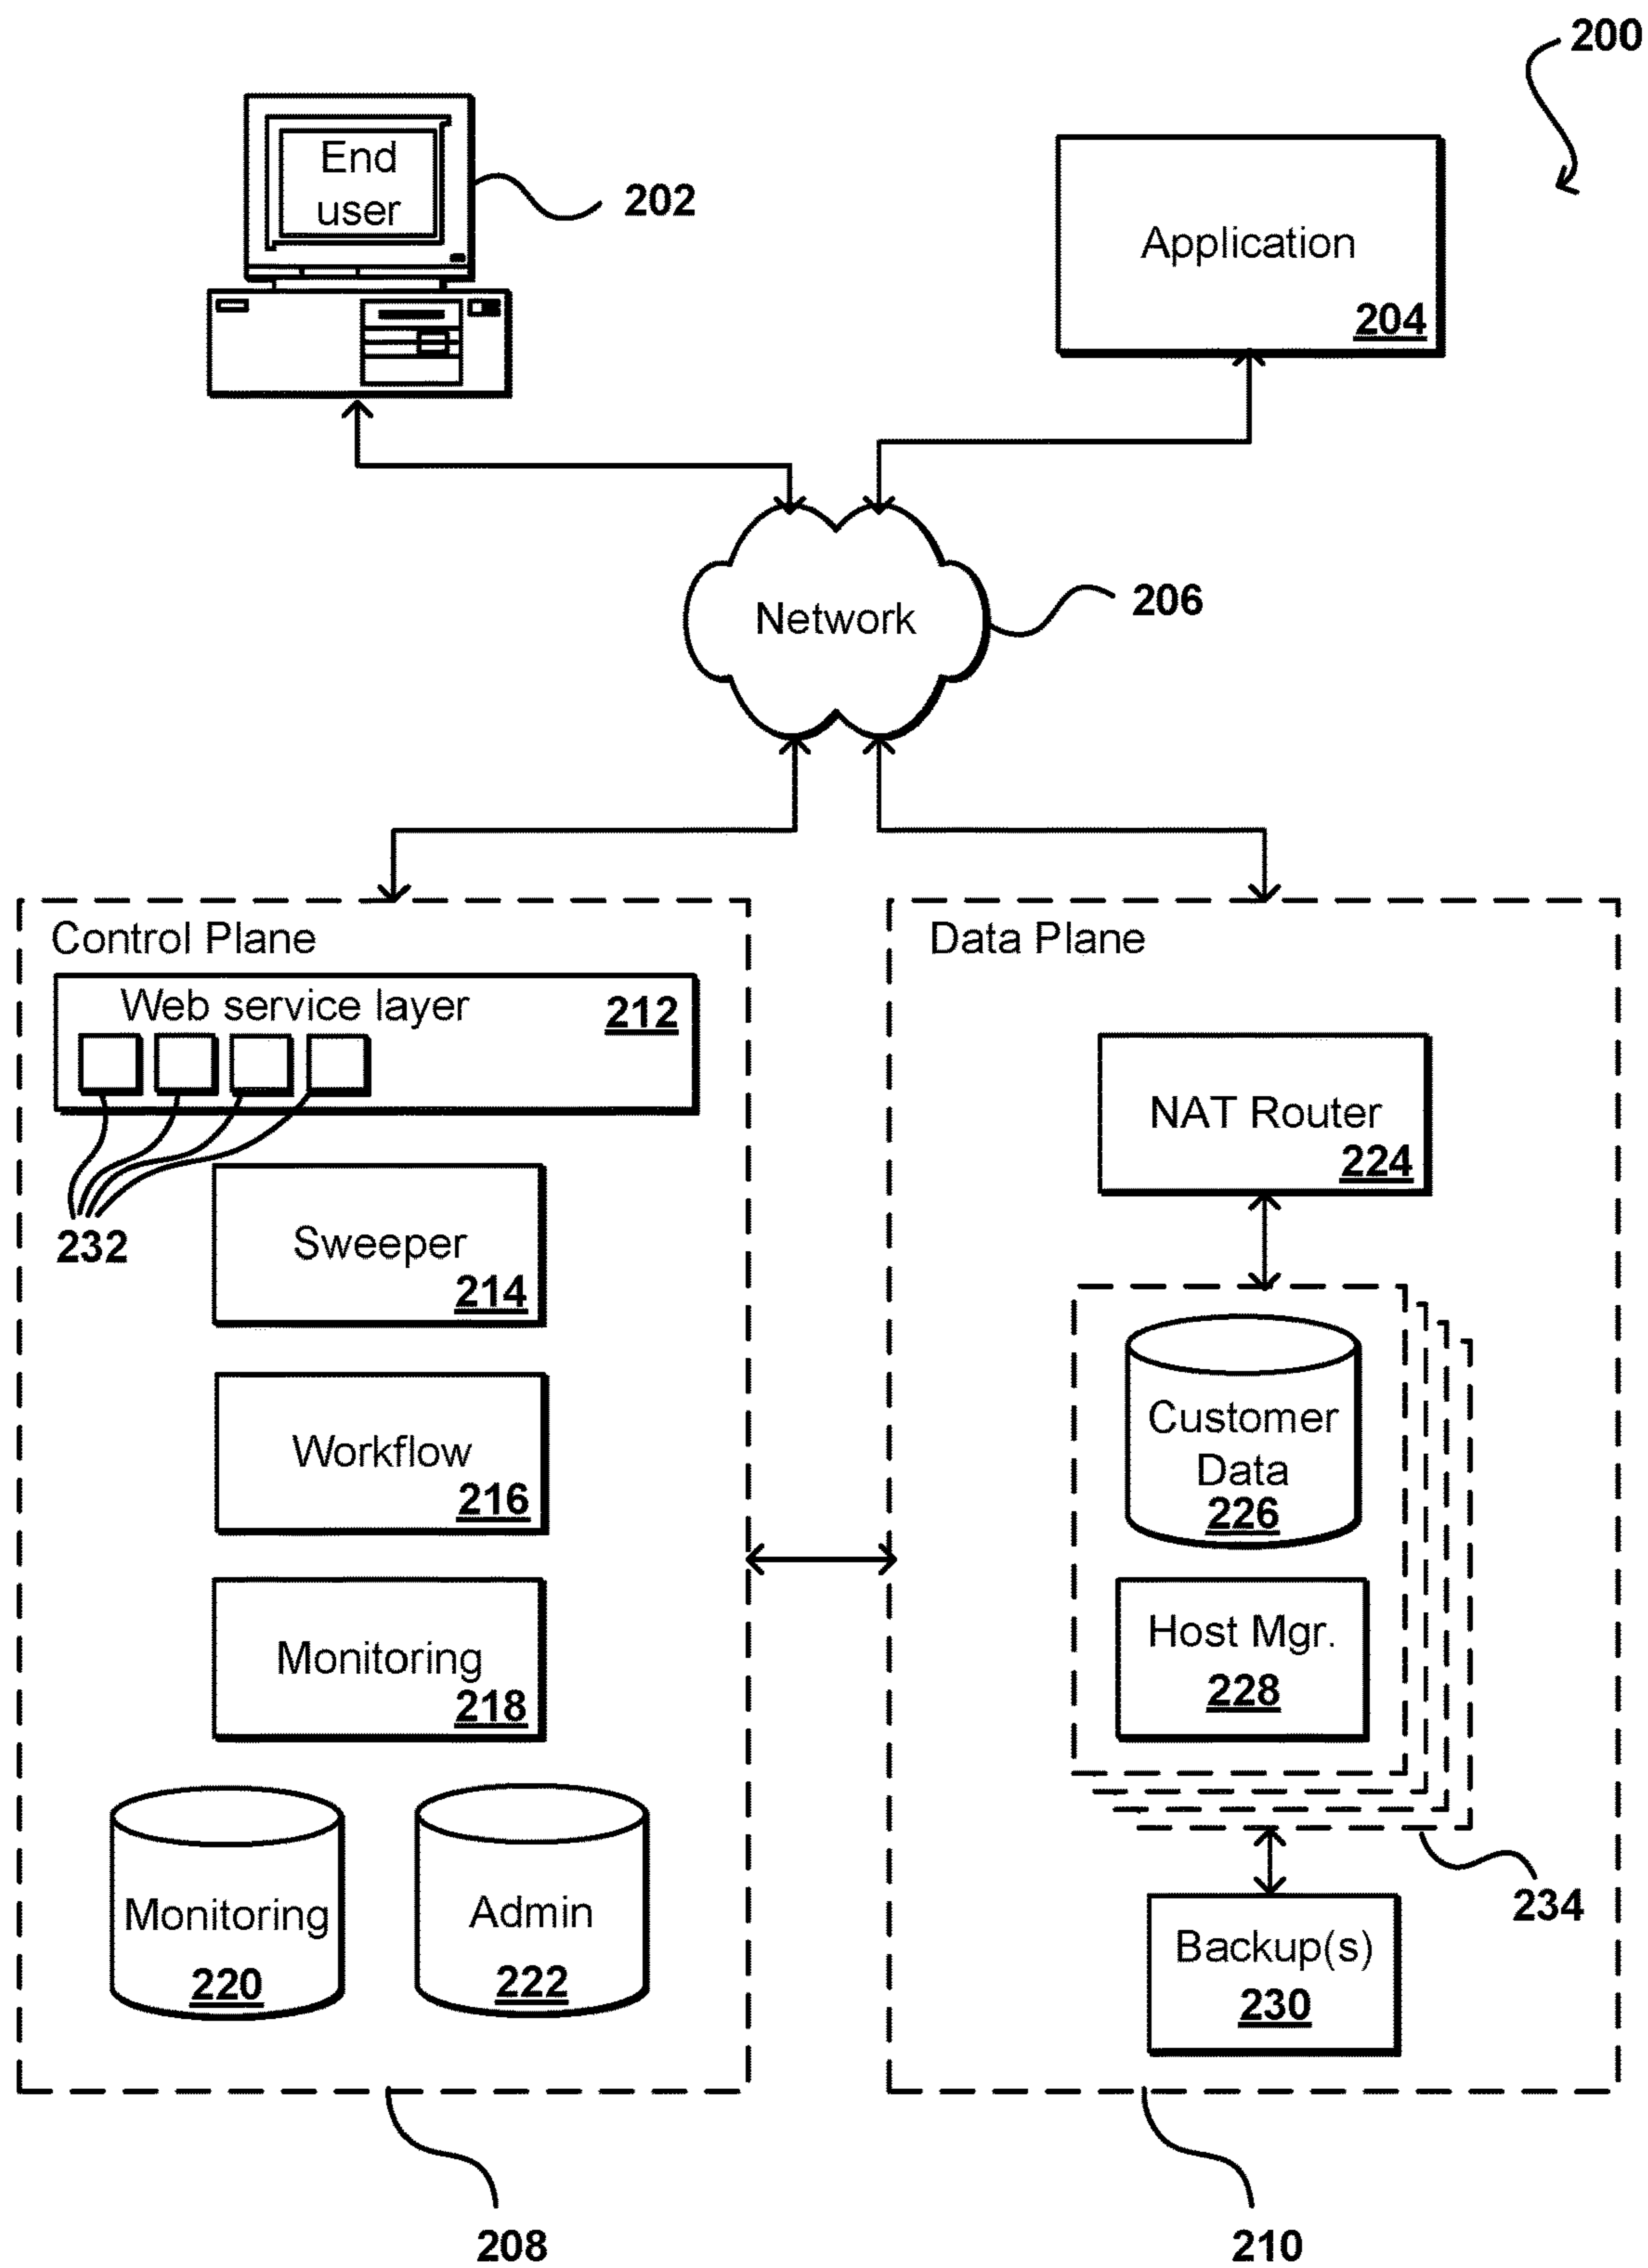 200
End
user
202
Application
204
Network
206
Control Plane
Web service layer
212
232
Sweeper
214
Workflow
216
Monitoring
218
Monitoring
220
Admin
222
208
Data Plane
NAT Router
224
Customer
Data
226
Host Mgr.
228
234
Backup(s)
230
210